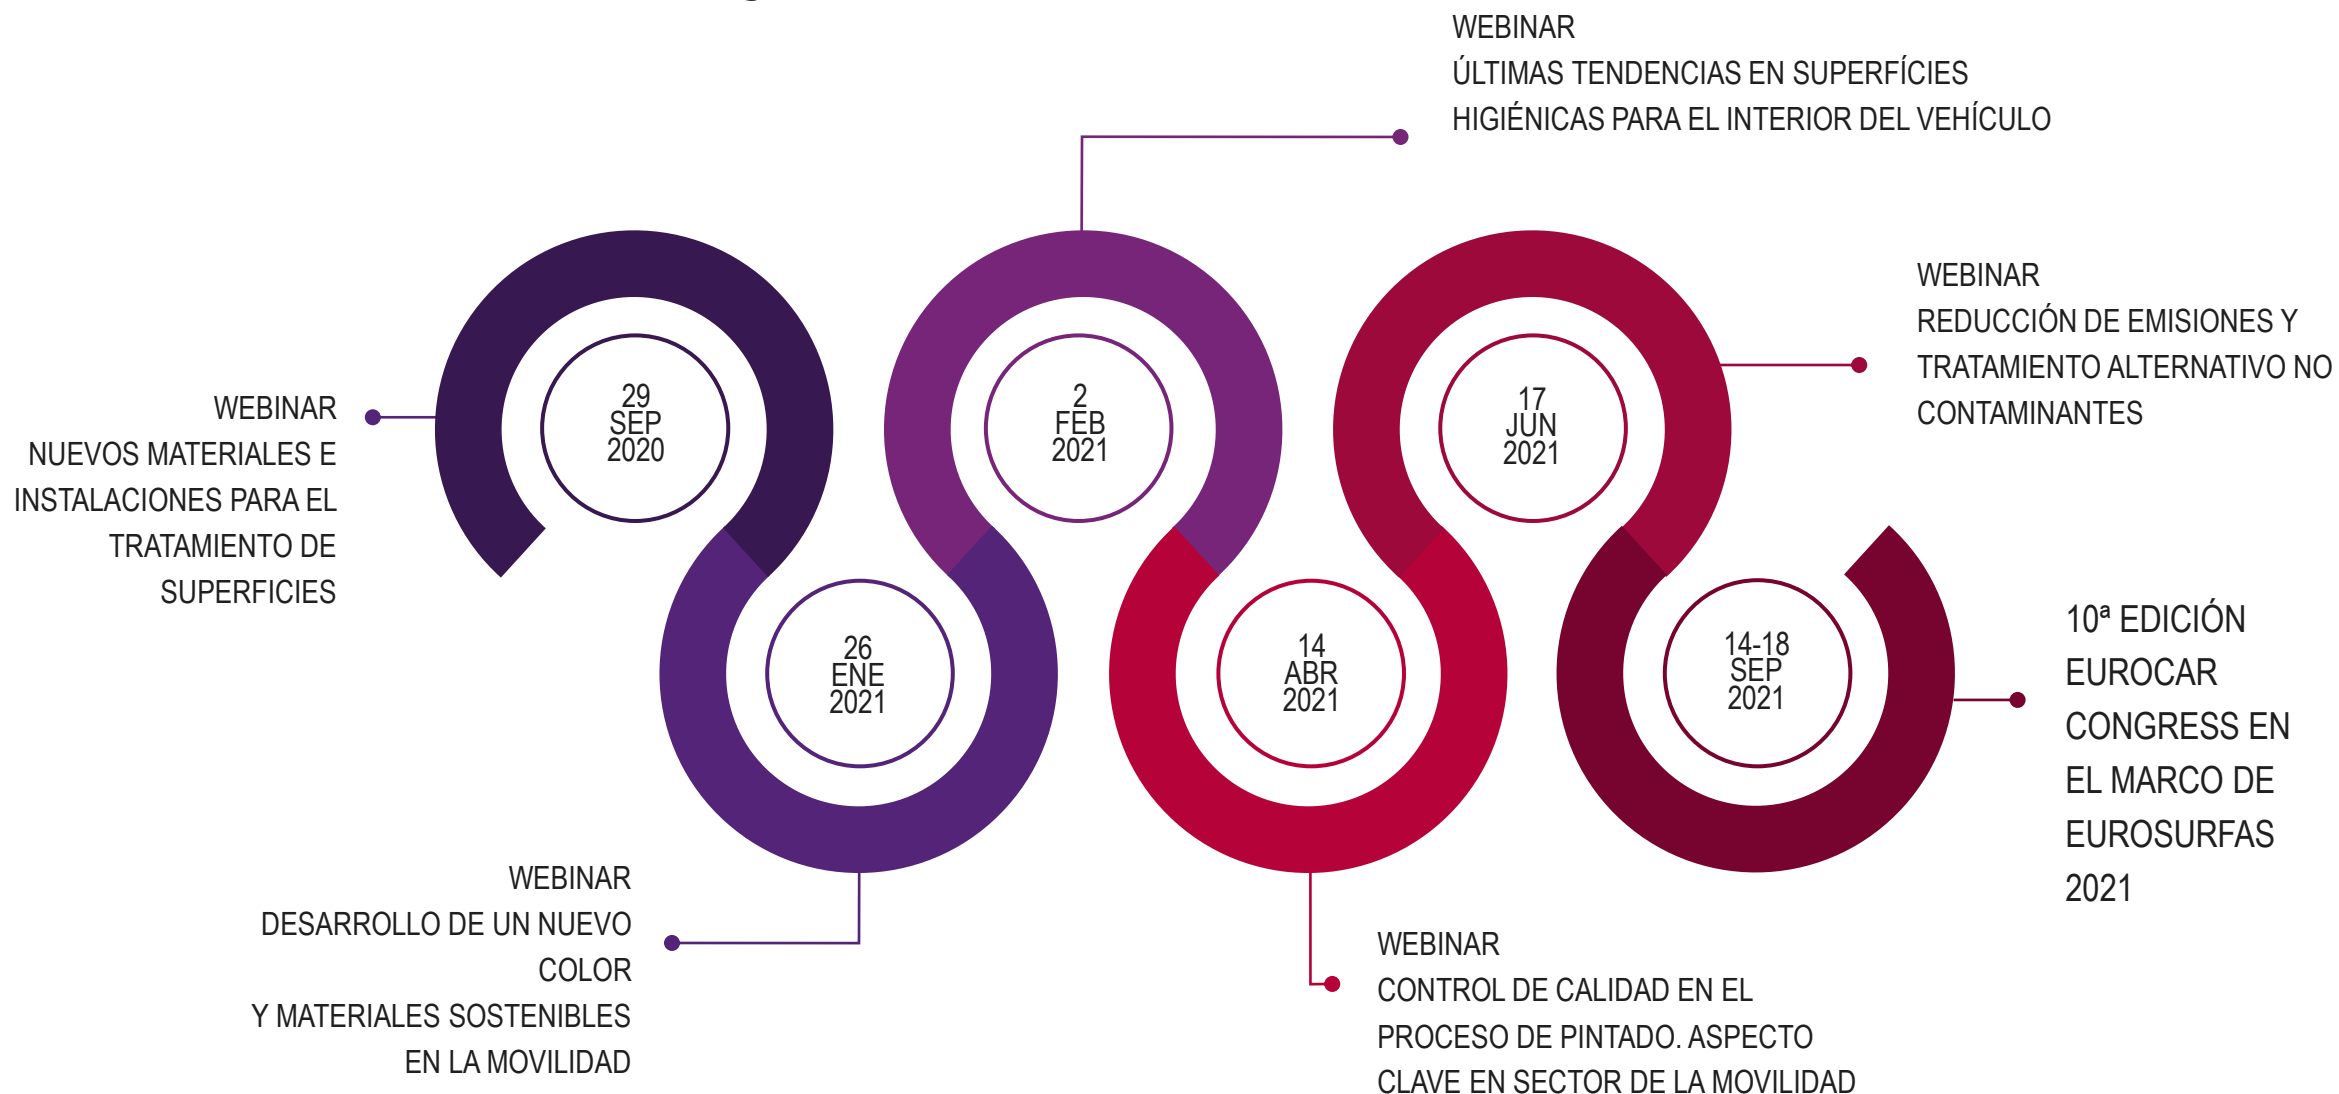 WEBINAR
ÚLTIMAS TENDENCIAS EN SUPERFÍCIES
HIGIÉNICAS PARA EL INTERIOR DEL VEHÍCULO
WEBINAR
REDUCCIÓN DE EMISIONES Y
TRATAMIENTO ALTERNATIVO NO
CONTAMINANTES
WEBINAR
NUEVOS MATERIALES E
INSTALACIONES PARA EL
TRATAMIENTO DE
SUPERFICIES
29
SEP
2020
2
FEB
2021
17
JUN
2021
26
ENE
2021
14
ABR
2021
14-18
SEP
2021
10ª EDICIÓN
EUROCAR
CONGRESS EN
EL MARCO DE
EUROSURFAS
2021
WEBINAR
DESARROLLO DE UN NUEVO
COLOR
Y MATERIALES SOSTENIBLES
EN LA MOVILIDAD
WEBINAR
CONTROL DE CALIDAD EN EL
PROCESO DE PINTADO. ASPECTO
CLAVE EN SECTOR DE LA MOVILIDAD